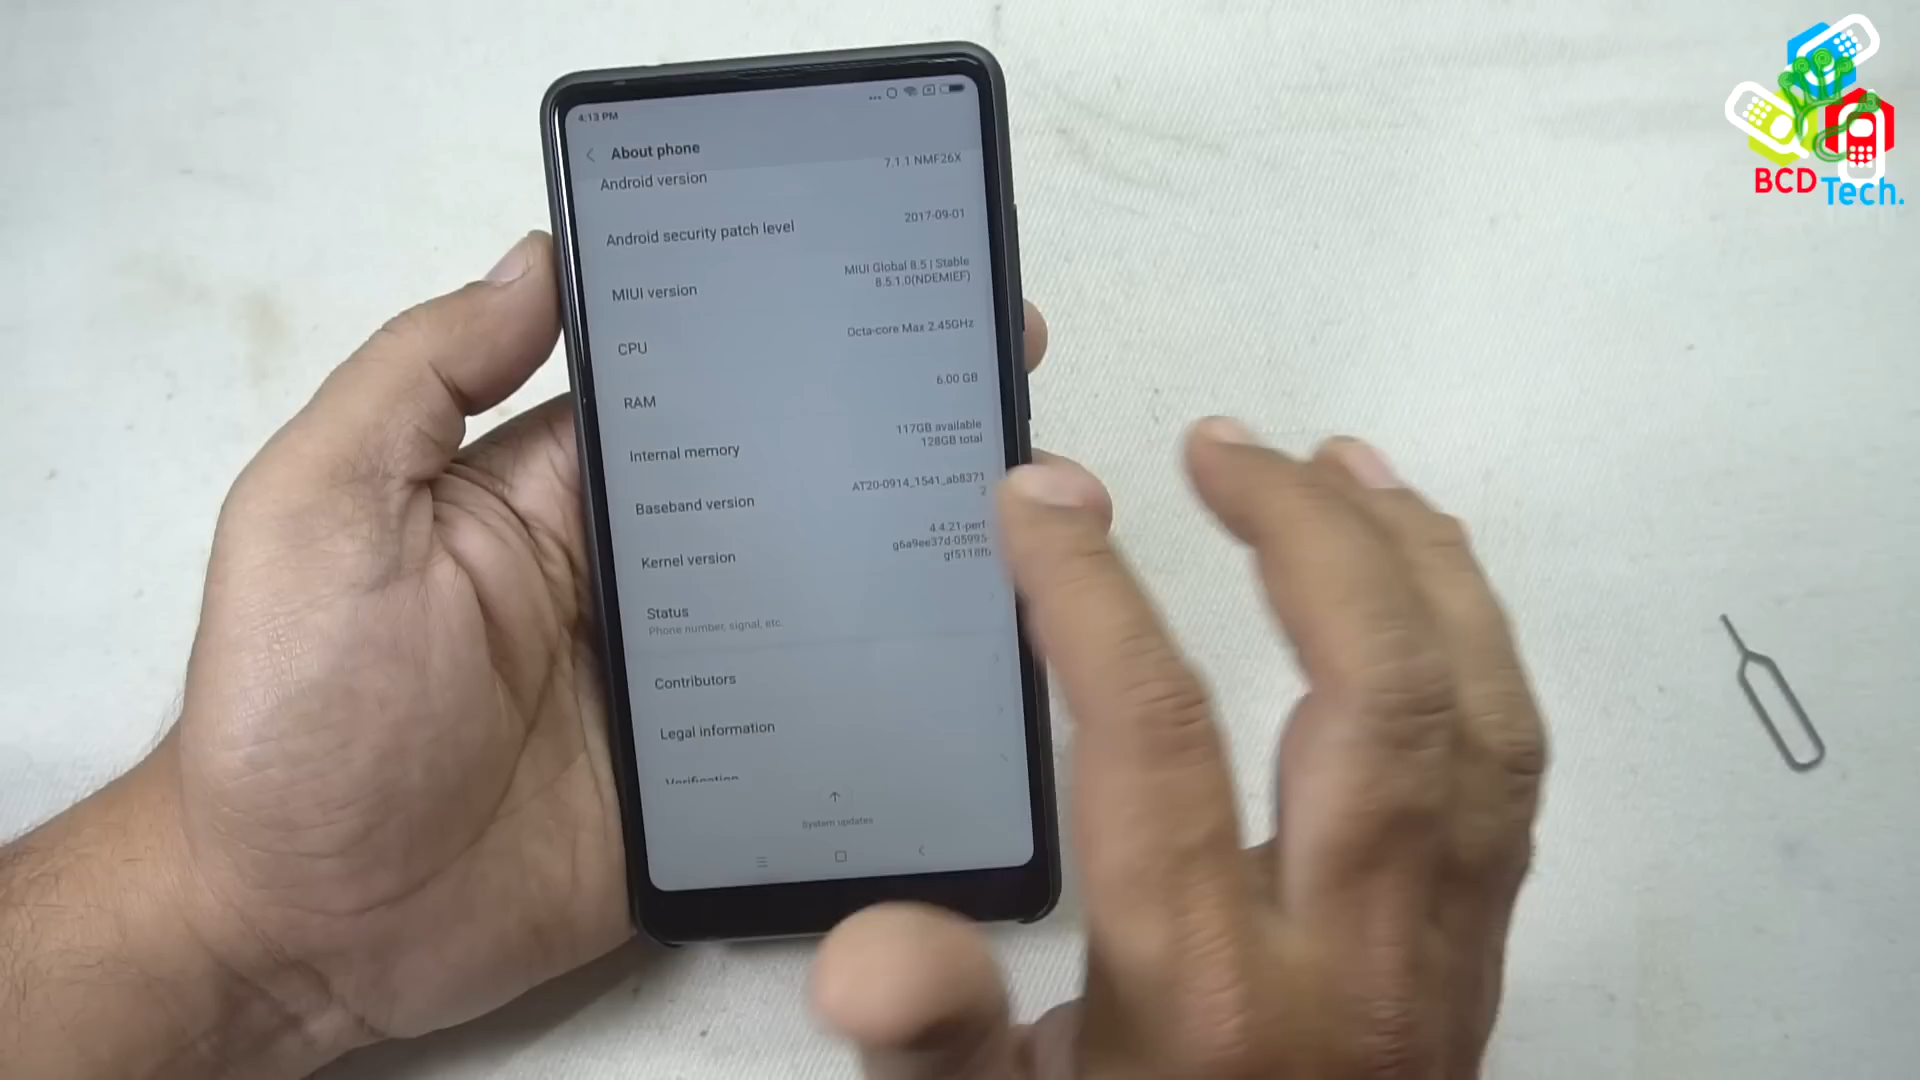 4:13 PM
About phone
Android version
7.1.1 NMF26X
Android security patch level
2017-09-01
MIUI version
MIUI Global 8.5 | Stable
8.5.1.0(NDEMIEF)
CPU
Octa-core Max 2.45GHz
RAM
6.00 GB
Internal memory
117GB available
128GB total
Baseband version
AT20-0914_1541_ab8371
2
Kernel version
4.4.21-perf
g6a9ee37d-05995-
gf5118fb
Status
Phone number, signal, etc.
Contributors
Legal information
Verification
System updates
BCD Tech.